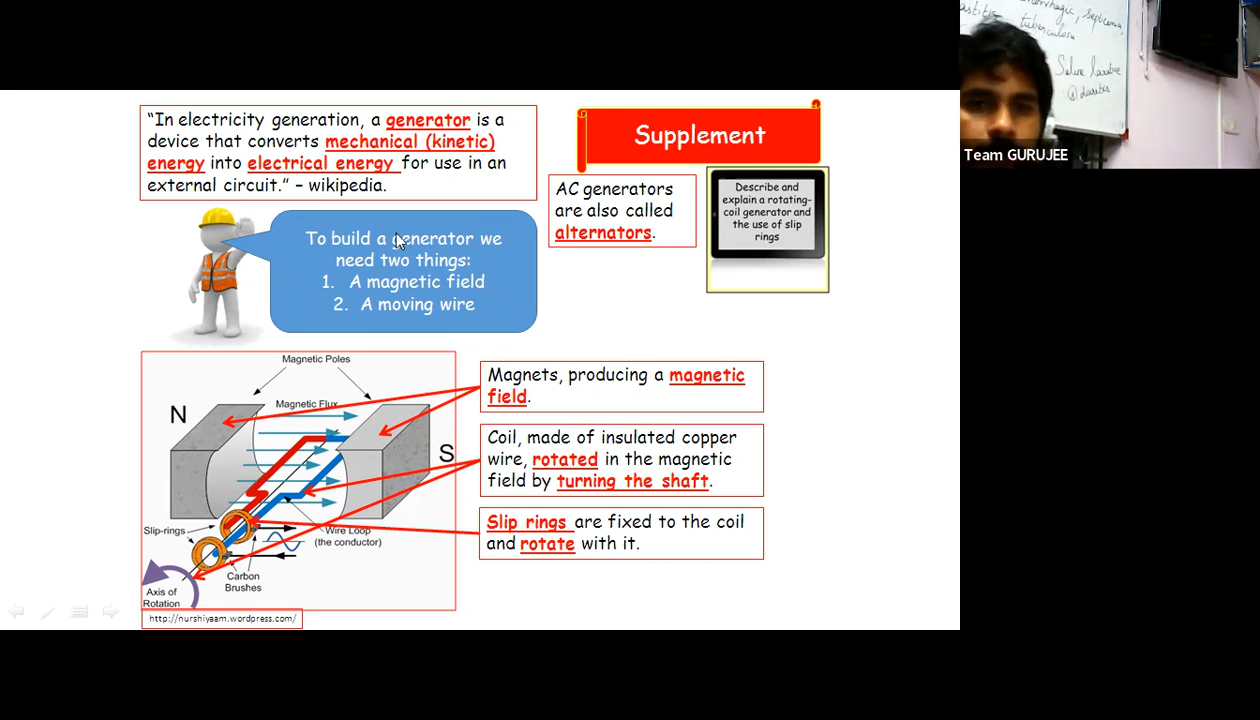 “In electricity generation, a generator is a
device that converts mechanical (kinetic)
energy into electrical energy for use in an
external circuit.” – wikipedia.
Supplement
AC generators
are also called
alternators.
Describe and
explain a rotating-
coil generator and
the use of slip
rings
To build a generator we
need two things:
1. A magnetic field
2. A moving wire
Magnetic Poles
N
Magnetic Flux
S
Slip-rings
Wire Loop
(the conductor)
Carbon
Brushes
Axis of
Rotation
http://nurshiyaam.wordpress.com/
Magnets, producing a magnetic
field.
Coil, made of insulated copper
wire, rotated in the magnetic
field by turning the shaft.
Slip rings are fixed to the coil
and rotate with it.
septicemia,
tuberculosis
Team GURUJEE